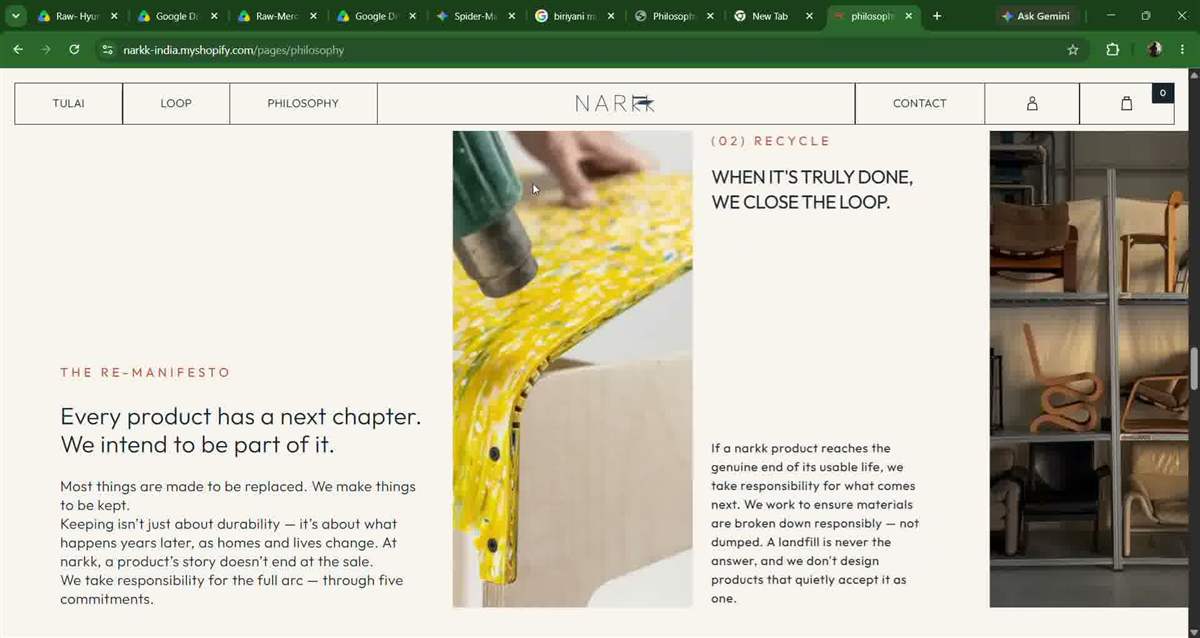 Raw- Hyun
Google Dr
Raw-Merc
Google Dri
Spider-Ma
biriyani m
Philosoph
New Tab
philosoph
Ask Gemini
narkk-india.myshopify.com/pages/philosophy
TULAI
LOOP
PHILOSOPHY
NARKK
CONTACT
0
(02) RECYCLE
WHEN IT'S TRULY DONE,
WE CLOSE THE LOOP.
THE RE-MANIFESTO
Every product has a next chapter.
We intend to be part of it.
Most things are made to be replaced. We make things
to be kept.
Keeping isn't just about durability — it's about what
happens years later, as homes and lives change. At
narkk, a product's story doesn't end at the sale.
We take responsibility for the full arc — through five
commitments.
If a narkk product reaches the
genuine end of its usable life, we
take responsibility for what comes
next. We work to ensure materials
are broken down responsibly — not
dumped. A landfill is never the
answer, and we don't design
products that quietly accept it as
one.